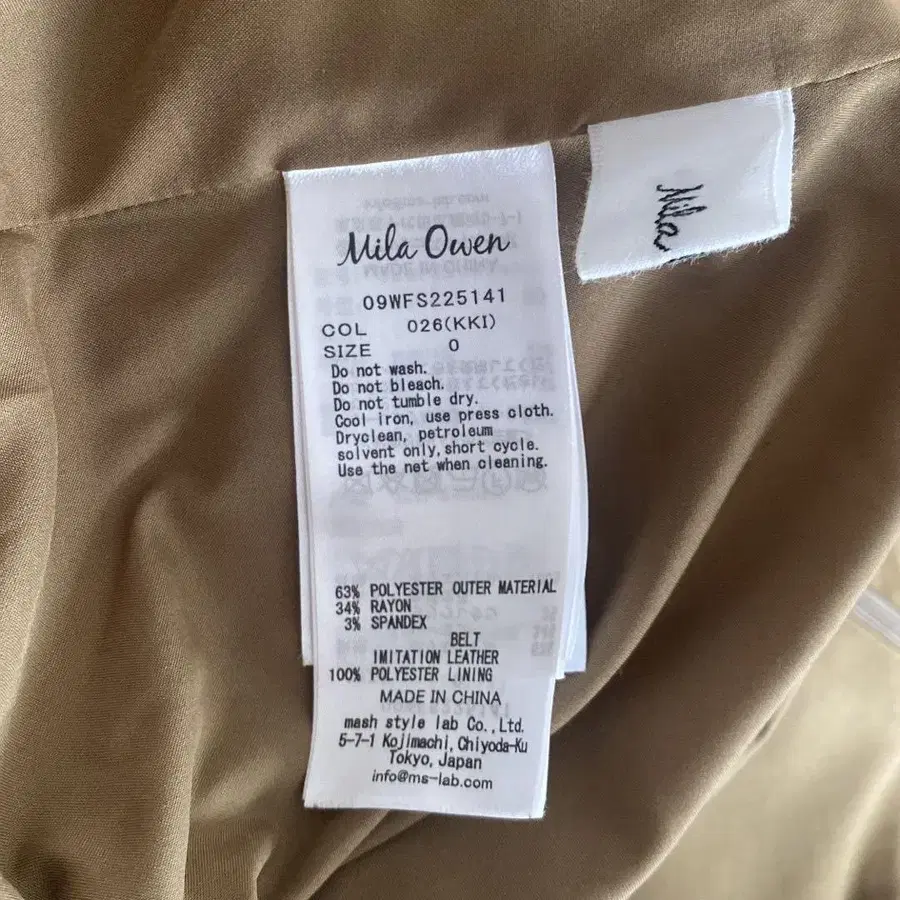 Mila Owen
09WFS225141
COL 026(KKI)
SIZE 0
Do not wash.
Do not bleach.
Do not tumble dry.
Cool iron, use press cloth.
Dryclean, petroleum
solvent only,short cycle.
Use the net when cleaning.
63% POLYESTER OUTER MATERIAL
34% RAYON
3% SPANDEX
BELT
IMITATION LEATHER
100% POLYESTER LINING
MADE IN CHINA
mash style lab Co.,Ltd.
5-7-1 Kojimachi,Chiyoda-Ku
Tokyo,Japan
info@ms-lab.com
Mila